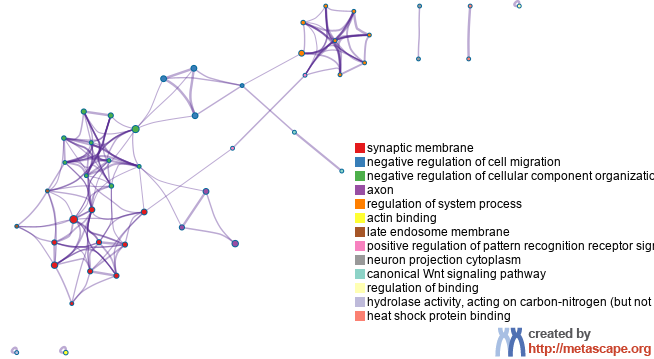 synaptic membrane
negative regulation of cell migration
negative regulation of cellular component organizatio
axon
regulation of system process
actin binding
late endosome membrane
positive regulation of pattern recognition receptor sig
neuron projection cytoplasm
canonical Wnt signaling pathway
regulation of binding
hydrolase activity, acting on carbon-nitrogen (but not
heat shock protein binding
created by
http://metascape.org